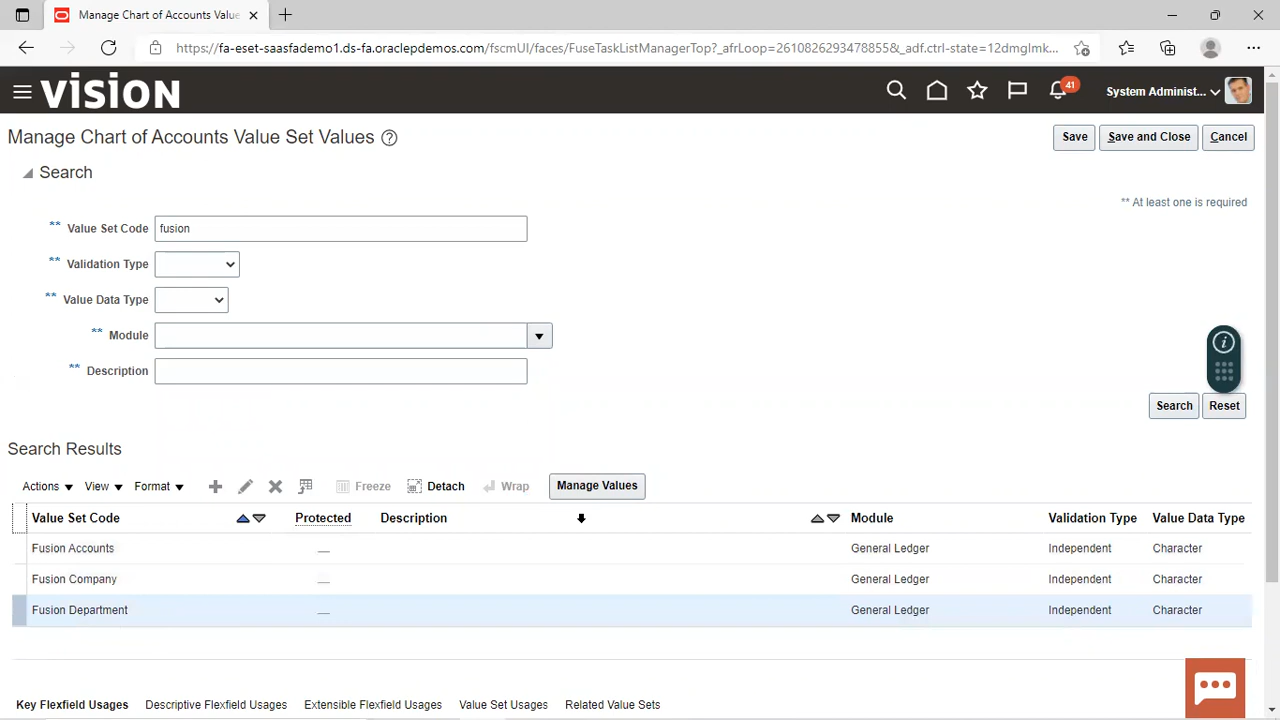 Manage Chart of Accounts Value
https://fa-eset-saasfademo1.ds-fa.oraclepdemos.com/fscmUI/faces/FuseTaskListManagerTop?_afrLoop=26108262934788855&_adf.ctrl-state=12dmglmk...
VISION
41
System Administ...
Manage Chart of Accounts Value Set Values
Save
Save and Close
Cancel
Search
** At least one is required
** Value Set Code fusion
** Validation Type
** Value Data Type
** Module
** Description
Search Reset
Search Results
Actions View Format Freeze Detach Wrap Manage Values
Value Set Code Protected Description Module Validation Type Value Data Type
Fusion Accounts — General Ledger Independent Character
Fusion Company — General Ledger Independent Character
Fusion Department — General Ledger Independent Character
Key Flexfield Usages Descriptive Flexfield Usages Extensible Flexfield Usages Value Set Usages Related Value Sets